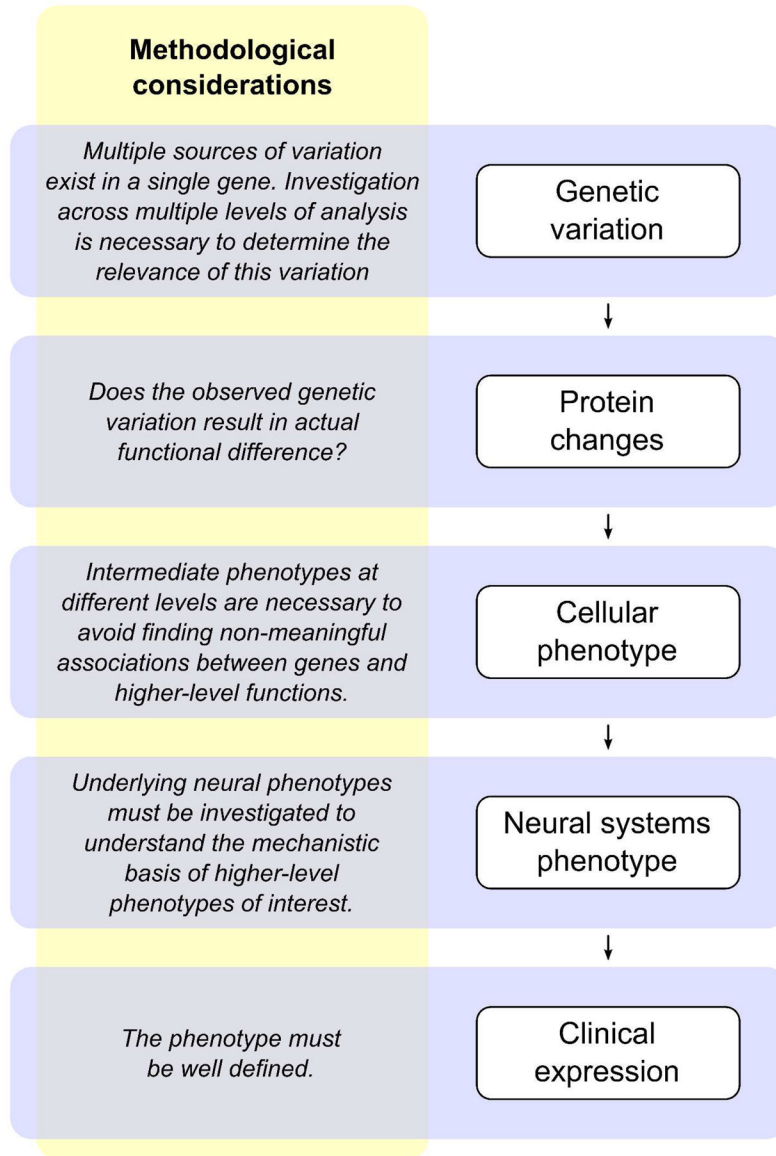 Methodological
considerations
Multiple sources of variation
exist in a single gene. Investigation
across multiple levels of analysis
is necessary to determine the
relevance of this variation
Genetic
variation
Does the observed genetic
variation result in actual
functional difference?
Protein
changes
Intermediate phenotypes at
different levels are necessary to
avoid finding non-meaningful
associations between genes and
higher-level functions.
Cellular
phenotype
Underlying neural phenotypes
must be investigated to
understand the mechanistic
basis of higher-level
phenotypes of interest.
Neural systems
phenotype
The phenotype must
be well defined.
Clinical
expression